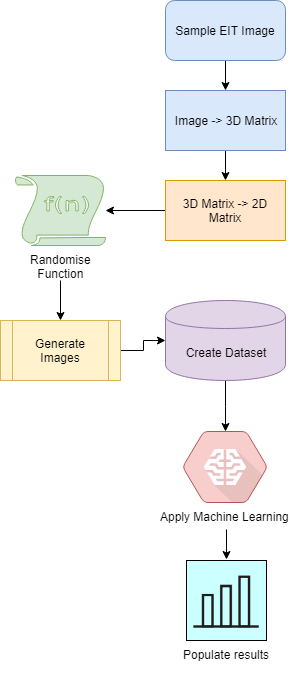 Sample EIT Image
Image -> 3D Matrix
3D Matrix -> 2D
Matrix
f(n)
Randomise
Function
Generate
Images
Create Dataset
Apply Machine Learning
Populate results